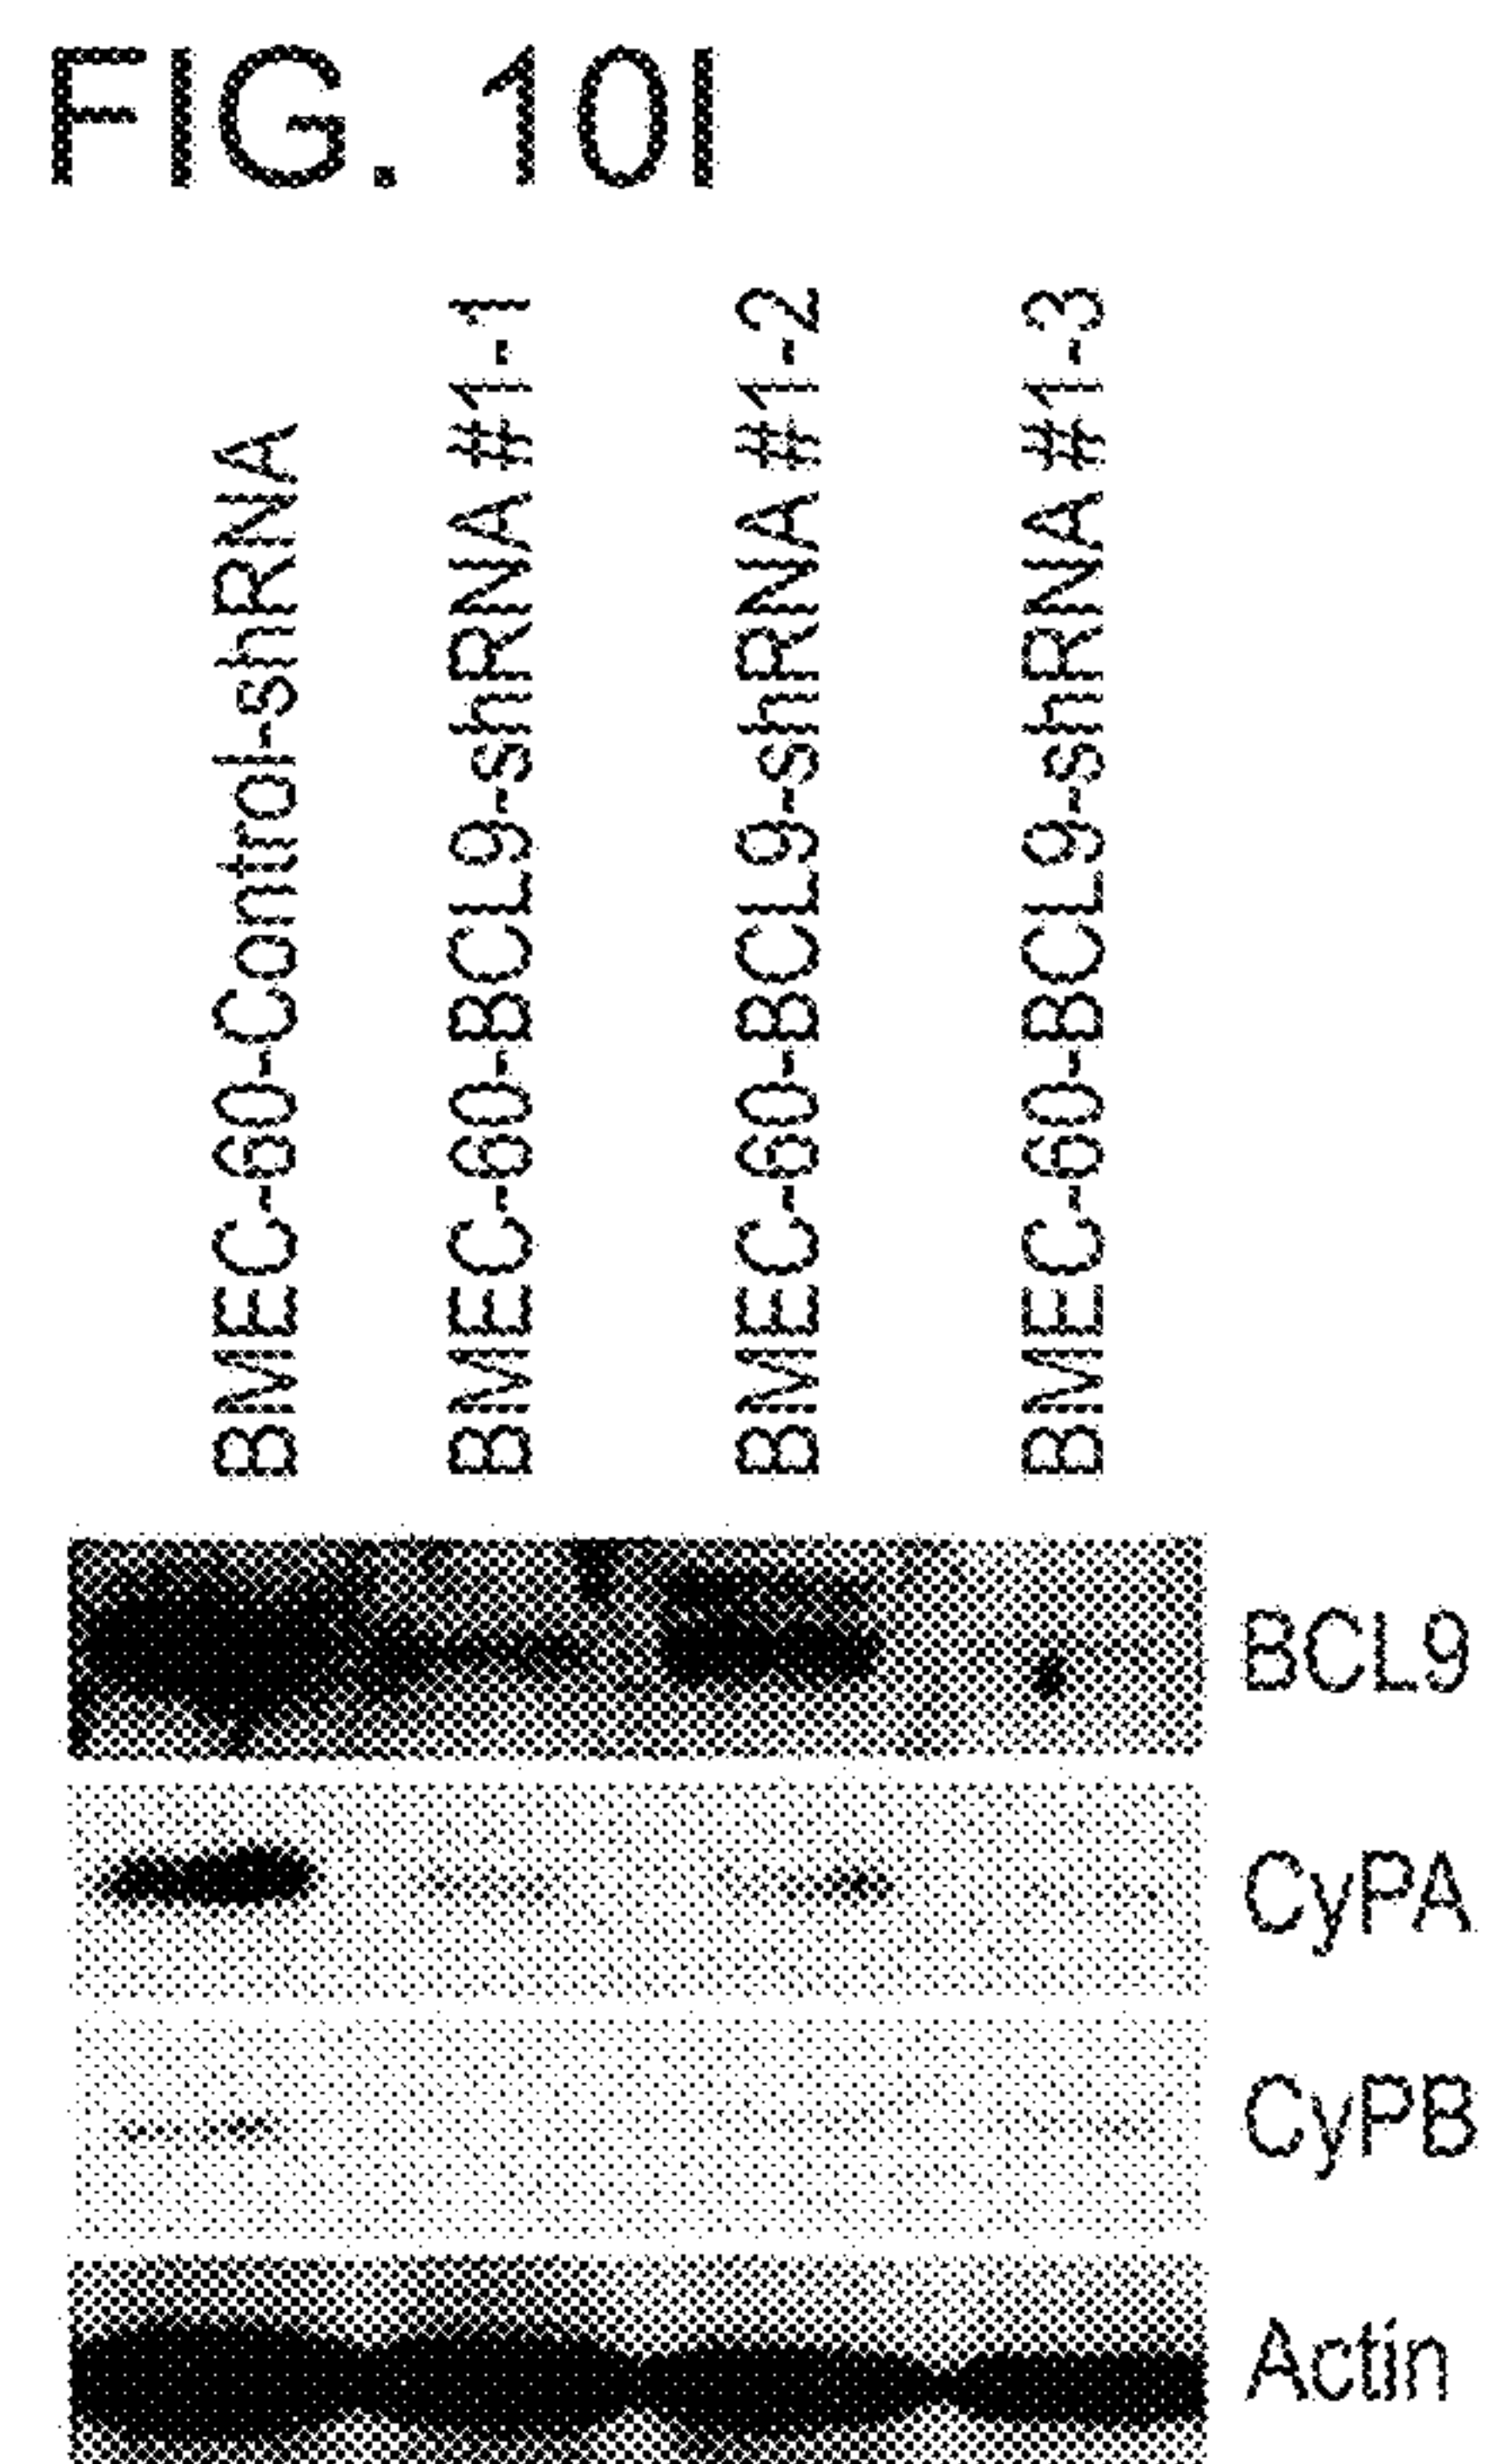 FIG. 10I
BMEC-60-Control-shRNA
BMEC-60-BCL9-shRNA #1-1
BMEC-60-BCL9-shRNA #1-2
BMEC-60-BCL9-shRNA #1-3
BCL9
CyPA
CyPB
Actin